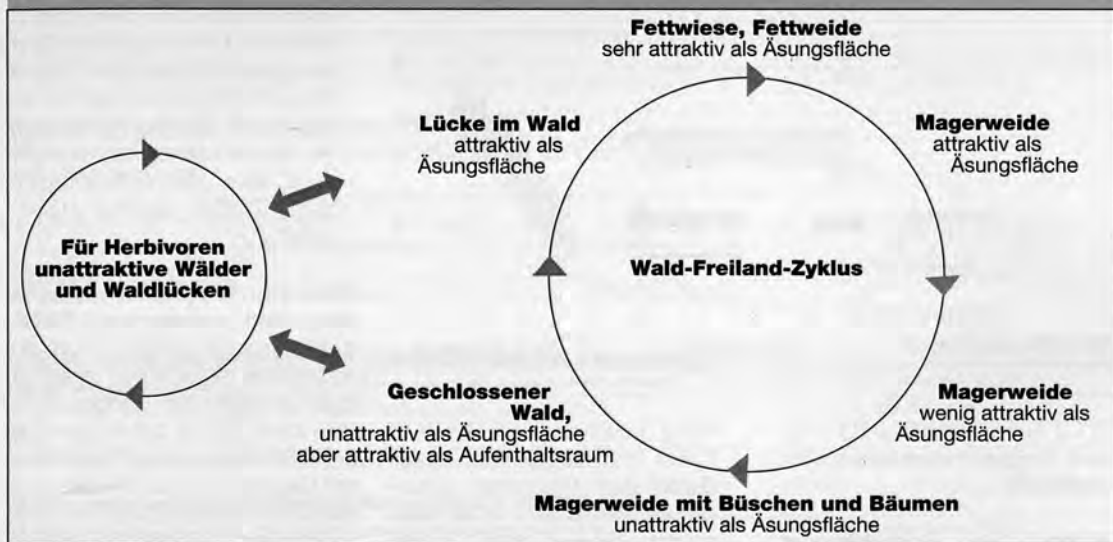 Fettwiese, Fettweide
sehr attraktiv als Äsungsfläche
Lücke im Wald
attraktiv als
Äsungsfläche
Magerweide
attraktiv als
Äsungsfläche
Für Herbivoren
unattraktive Wälder
und Waldlücken
Wald-Freiland-Zyklus
Geschlossener
Wald,
unattraktiv als Äsungsfläche
aber attraktiv als Aufenthaltsraum
Magerweide
wenig attraktiv als
Äsungsfläche
Magerweide mit Büschen und Bäumen
unattraktiv als Äsungsfläche